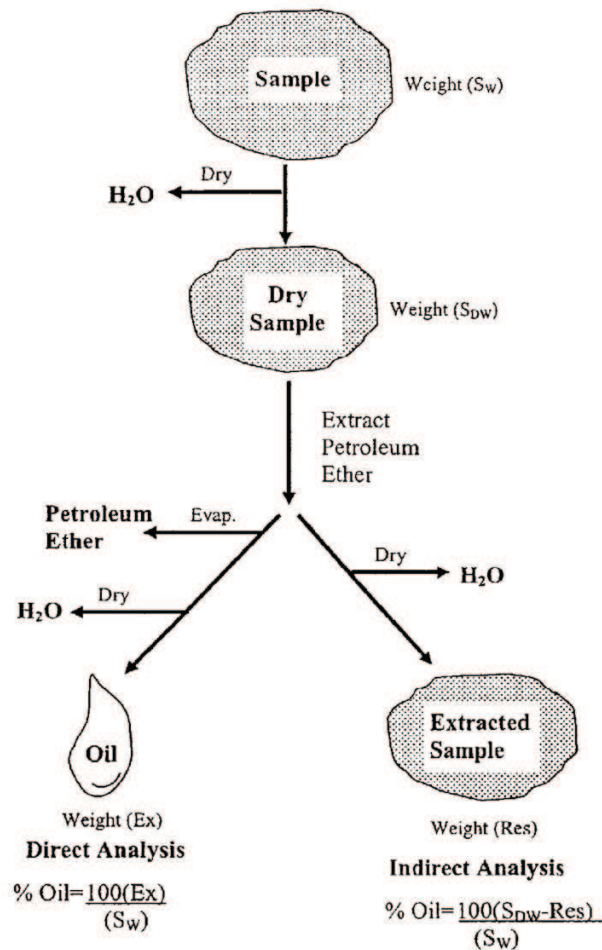 Sample
Weight (SW)
Dry
H2O
Dry
Sample
Weight (SDW)
Extract
Petroleum
Ether
Petroleum
Ether
Evap.
Dry
H2O
Dry
H2O
Oil
Extracted
Sample
Weight (Ex)
Direct Analysis
% Oil=100(Ex)
(SW)
Weight (Res)
Indirect Analysis
% Oil=100(SDW-Res)
(SW)